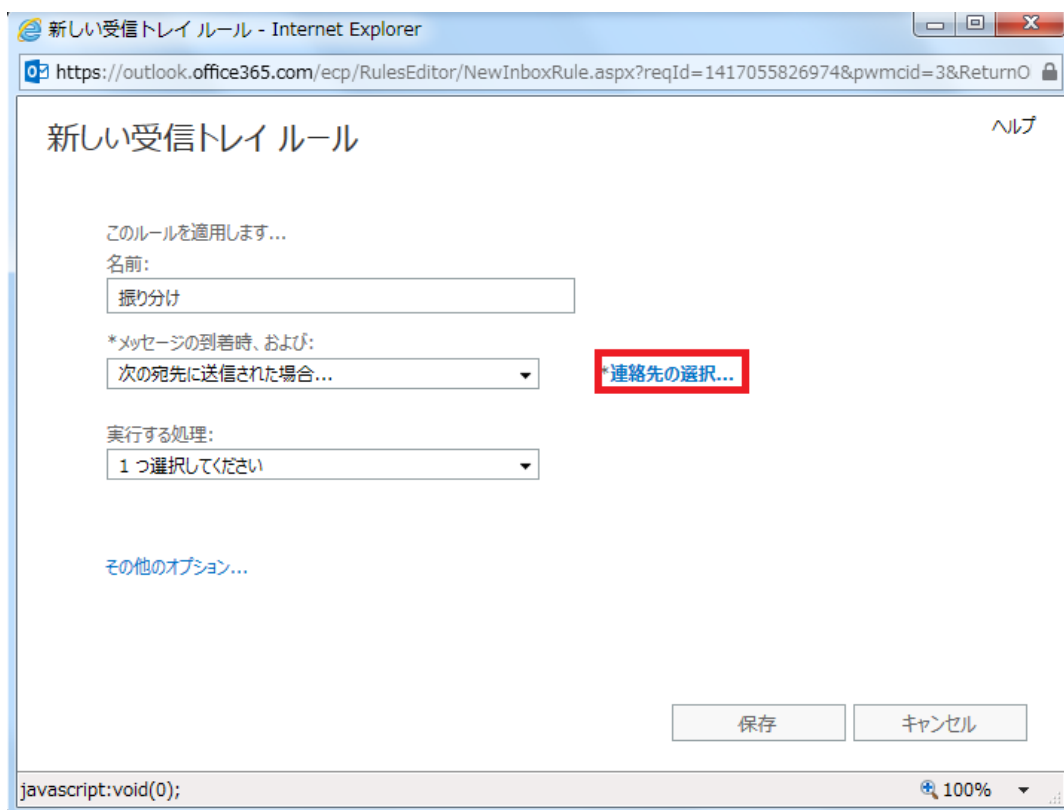 新しい受信トレイ ルール - Internet Explorer
https://outlook.office365.com/ecp/RulesEditor/NewInboxRule.aspx?reqId=1417055826974&pwmcid=3&ReturnO
新しい受信トレイ ルール
ヘルプ
このルールを適用します...
名前:
振り分け
*メッセージの到着時、および:
次の宛先に送信された場合...
*連絡先の選択...
実行する処理:
1 つ選択してください
その他のオプション...
保存
キャンセル
javascript:void(0);
100%